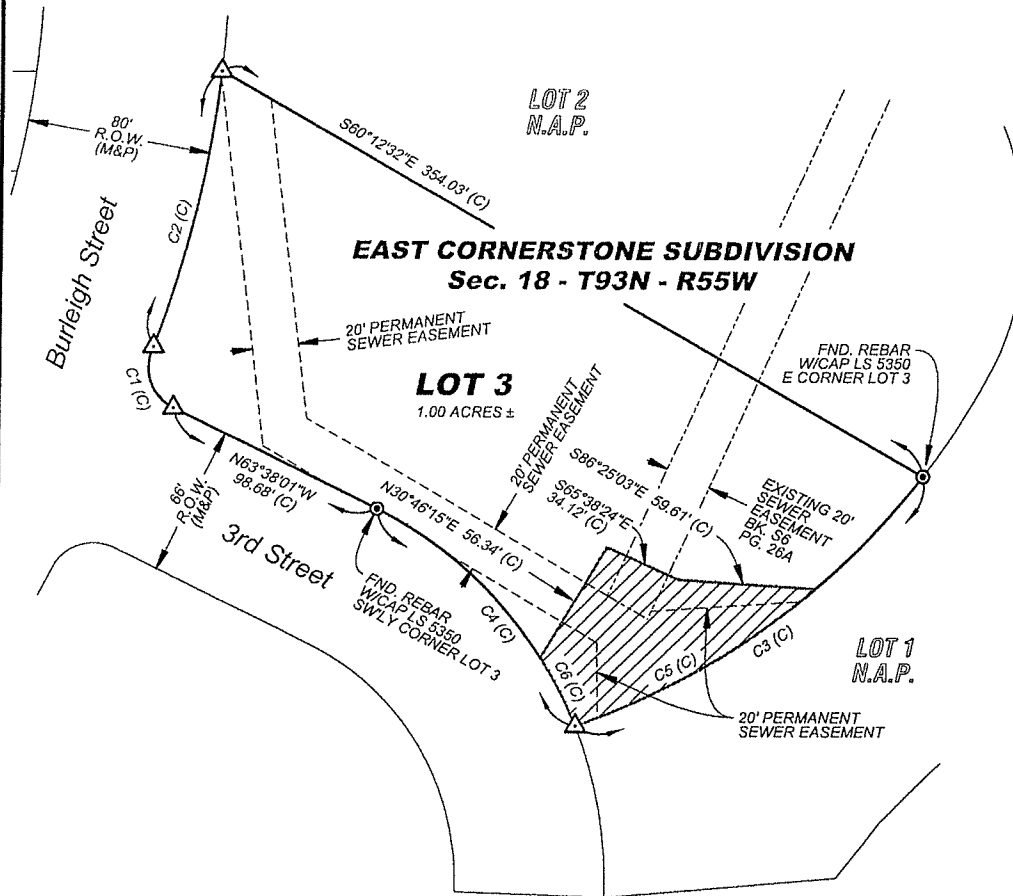 LOT 2
N.A.P.
80'
R.O.W.
(M&P)
S60°12'32"E 354.03' (C)
C2 (C)
Burleigh Street
EAST CORNERSTONE SUBDIVISION
Sec. 18 - T93N - R55W
20' PERMANENT
SEWER EASEMENT
FND. REBAR
W/CAP LS 5350
E CORNER LOT 3
LOT 3
1.00 ACRES ±
C1 (C)
20' PERMANENT
SEWER EASEMENT
S86°25'03"E 59.61' (C)
S65°38'24"E
34.12' (C)
EXISTING 20'
SEWER
EASEMENT
BK. S6
PG. 26A
N63°38'01"W
98.68' (C)
N30°46'15"E 56.34' (C)
66'
R.O.W.
(M&P)
3rd Street
FND. REBAR
W/CAP LS 5350
SW'LY CORNER LOT 3
C4 (C)
C6 (C)
C5 (C)
C3 (C)
LOT 1
N.A.P.
20' PERMANENT
SEWER EASEMENT